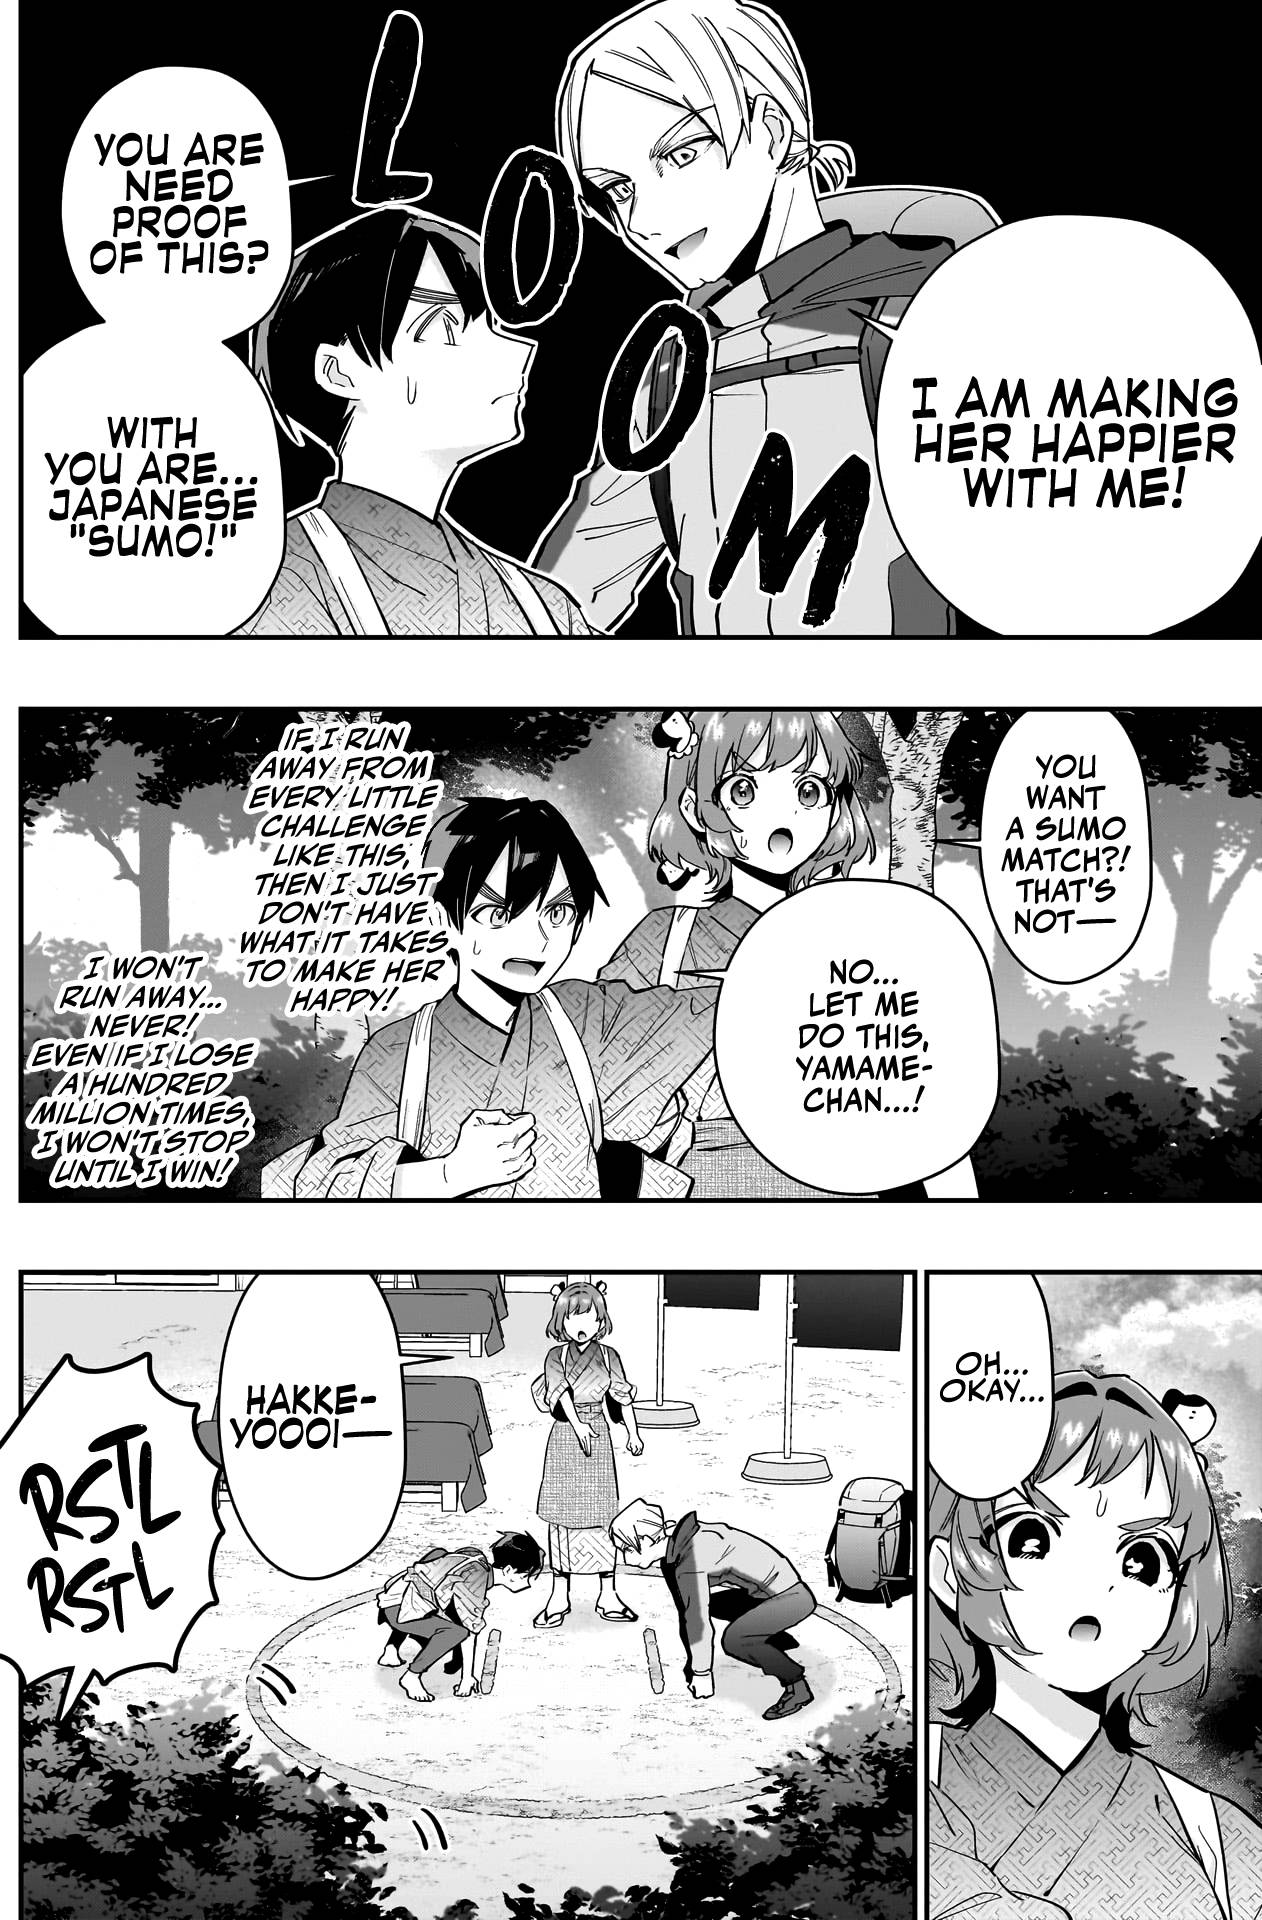 I AM MAKING
HER HAPPIER
WITH ME!
LOOM
YOU ARE
NEED
PROOF
OF THIS?
WITH
YOU ARE...
JAPANESE
"SUMO!"
YOU
WANT
A SUMO
MATCH?!
THAT'S
NOT—
NO...
LET ME
DO THIS,
YAMAME-
CHAN...!
IF I RUN
AWAY FROM
EVERY LITTLE
CHALLENGE
LIKE THIS,
THEN I JUST
DON'T HAVE
WHAT IT TAKES
TO MAKE HER
HAPPY!
I WON'T
RUN AWAY...
NEVER!
EVEN IF I LOSE
A HUNDRED
MILLION TIMES,
I WON'T STOP
UNTIL I WIN!
OH...
OKAY...
HAKKE-
YOOOI—
RSTL
RSTL